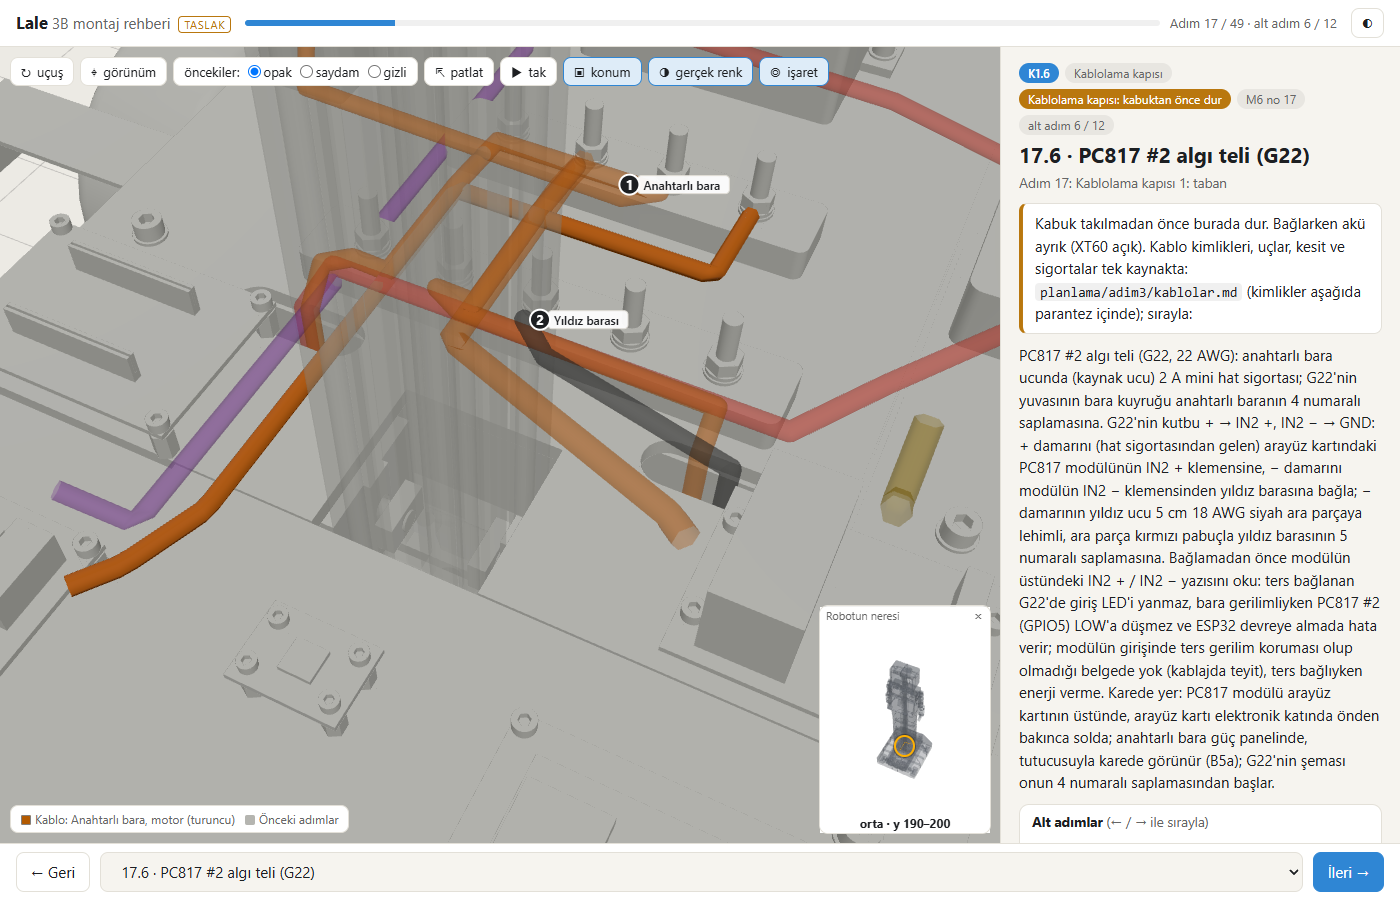 Lale 3B montaj rehberi TASLAK
Adım 17 / 49 · alt adım 6 / 12
↻ uçuş
⌖ görünüm
öncekiler: opak saydam gizli
⇱ patlat
▶ tak
▣ konum
◑ gerçek renk
◎ işaret
1 Anahtarlı bara
2 Yıldız barası
Robotun neresi ×
orta · y 190–200
Kablo: Anahtarlı bara, motor (turuncu) Önceki adımlar
K1.6 Kablolama kapısı
Kablolama kapısı: kabuktan önce dur M6 no 17
alt adım 6 / 12
17.6 · PC817 #2 algı teli (G22)
Adım 17: Kablolama kapısı 1: taban
Kabuk takılmadan önce burada dur. Bağlarken akü
ayrık (XT60 açık). Kablo kimlikleri, uçlar, kesit ve
sigortalar tek kaynakta:
planlama/adim3/kablolar.md (kimlikler aşağıda
parantez içinde); sırayla:
PC817 #2 algı teli (G22, 22 AWG): anahtarlı bara
ucunda (kaynak ucu) 2 A mini hat sigortası; G22'nin
yuvasının bara kuyruğu anahtarlı baranın 4 numaralı
saplamasına. G22'nin kutbu + → IN2 +, IN2 − → GND:
+ damarını (hat sigortasından gelen) arayüz kartındaki
PC817 modülünün IN2 + klemensine, − damarını
modülün IN2 − klemensinden yıldız barasına bağla; −
damarının yıldız ucu 5 cm 18 AWG siyah ara parçaya
lehimli, ara parça kırmızı pabuçla yıldız barasının 5
numaralı saplamasına. Bağlamadan önce modülün
üstündeki IN2 + / IN2 − yazısını oku: ters bağlanan
G22'de giriş LED'i yanmaz, bara gerilimliyken PC817 #2
(GPIO5) LOW'a düşmez ve ESP32 devreye almada hata
verir; modülün girişinde ters gerilim koruması olup
olmadığı belgede yok (kablajda teyit), ters bağlıyken
enerji verme. Karede yer: PC817 modülü arayüz
kartının üstünde, arayüz kartı elektronik katında önden
bakınca solda; anahtarlı bara güç panelinde,
tutucusuyla karede görünür (B5a); G22'nin şeması
onun 4 numaralı saplamasından başlar.
Alt adımlar (← / → ile sırayla)
← Geri
17.6 · PC817 #2 algı teli (G22)
İleri →